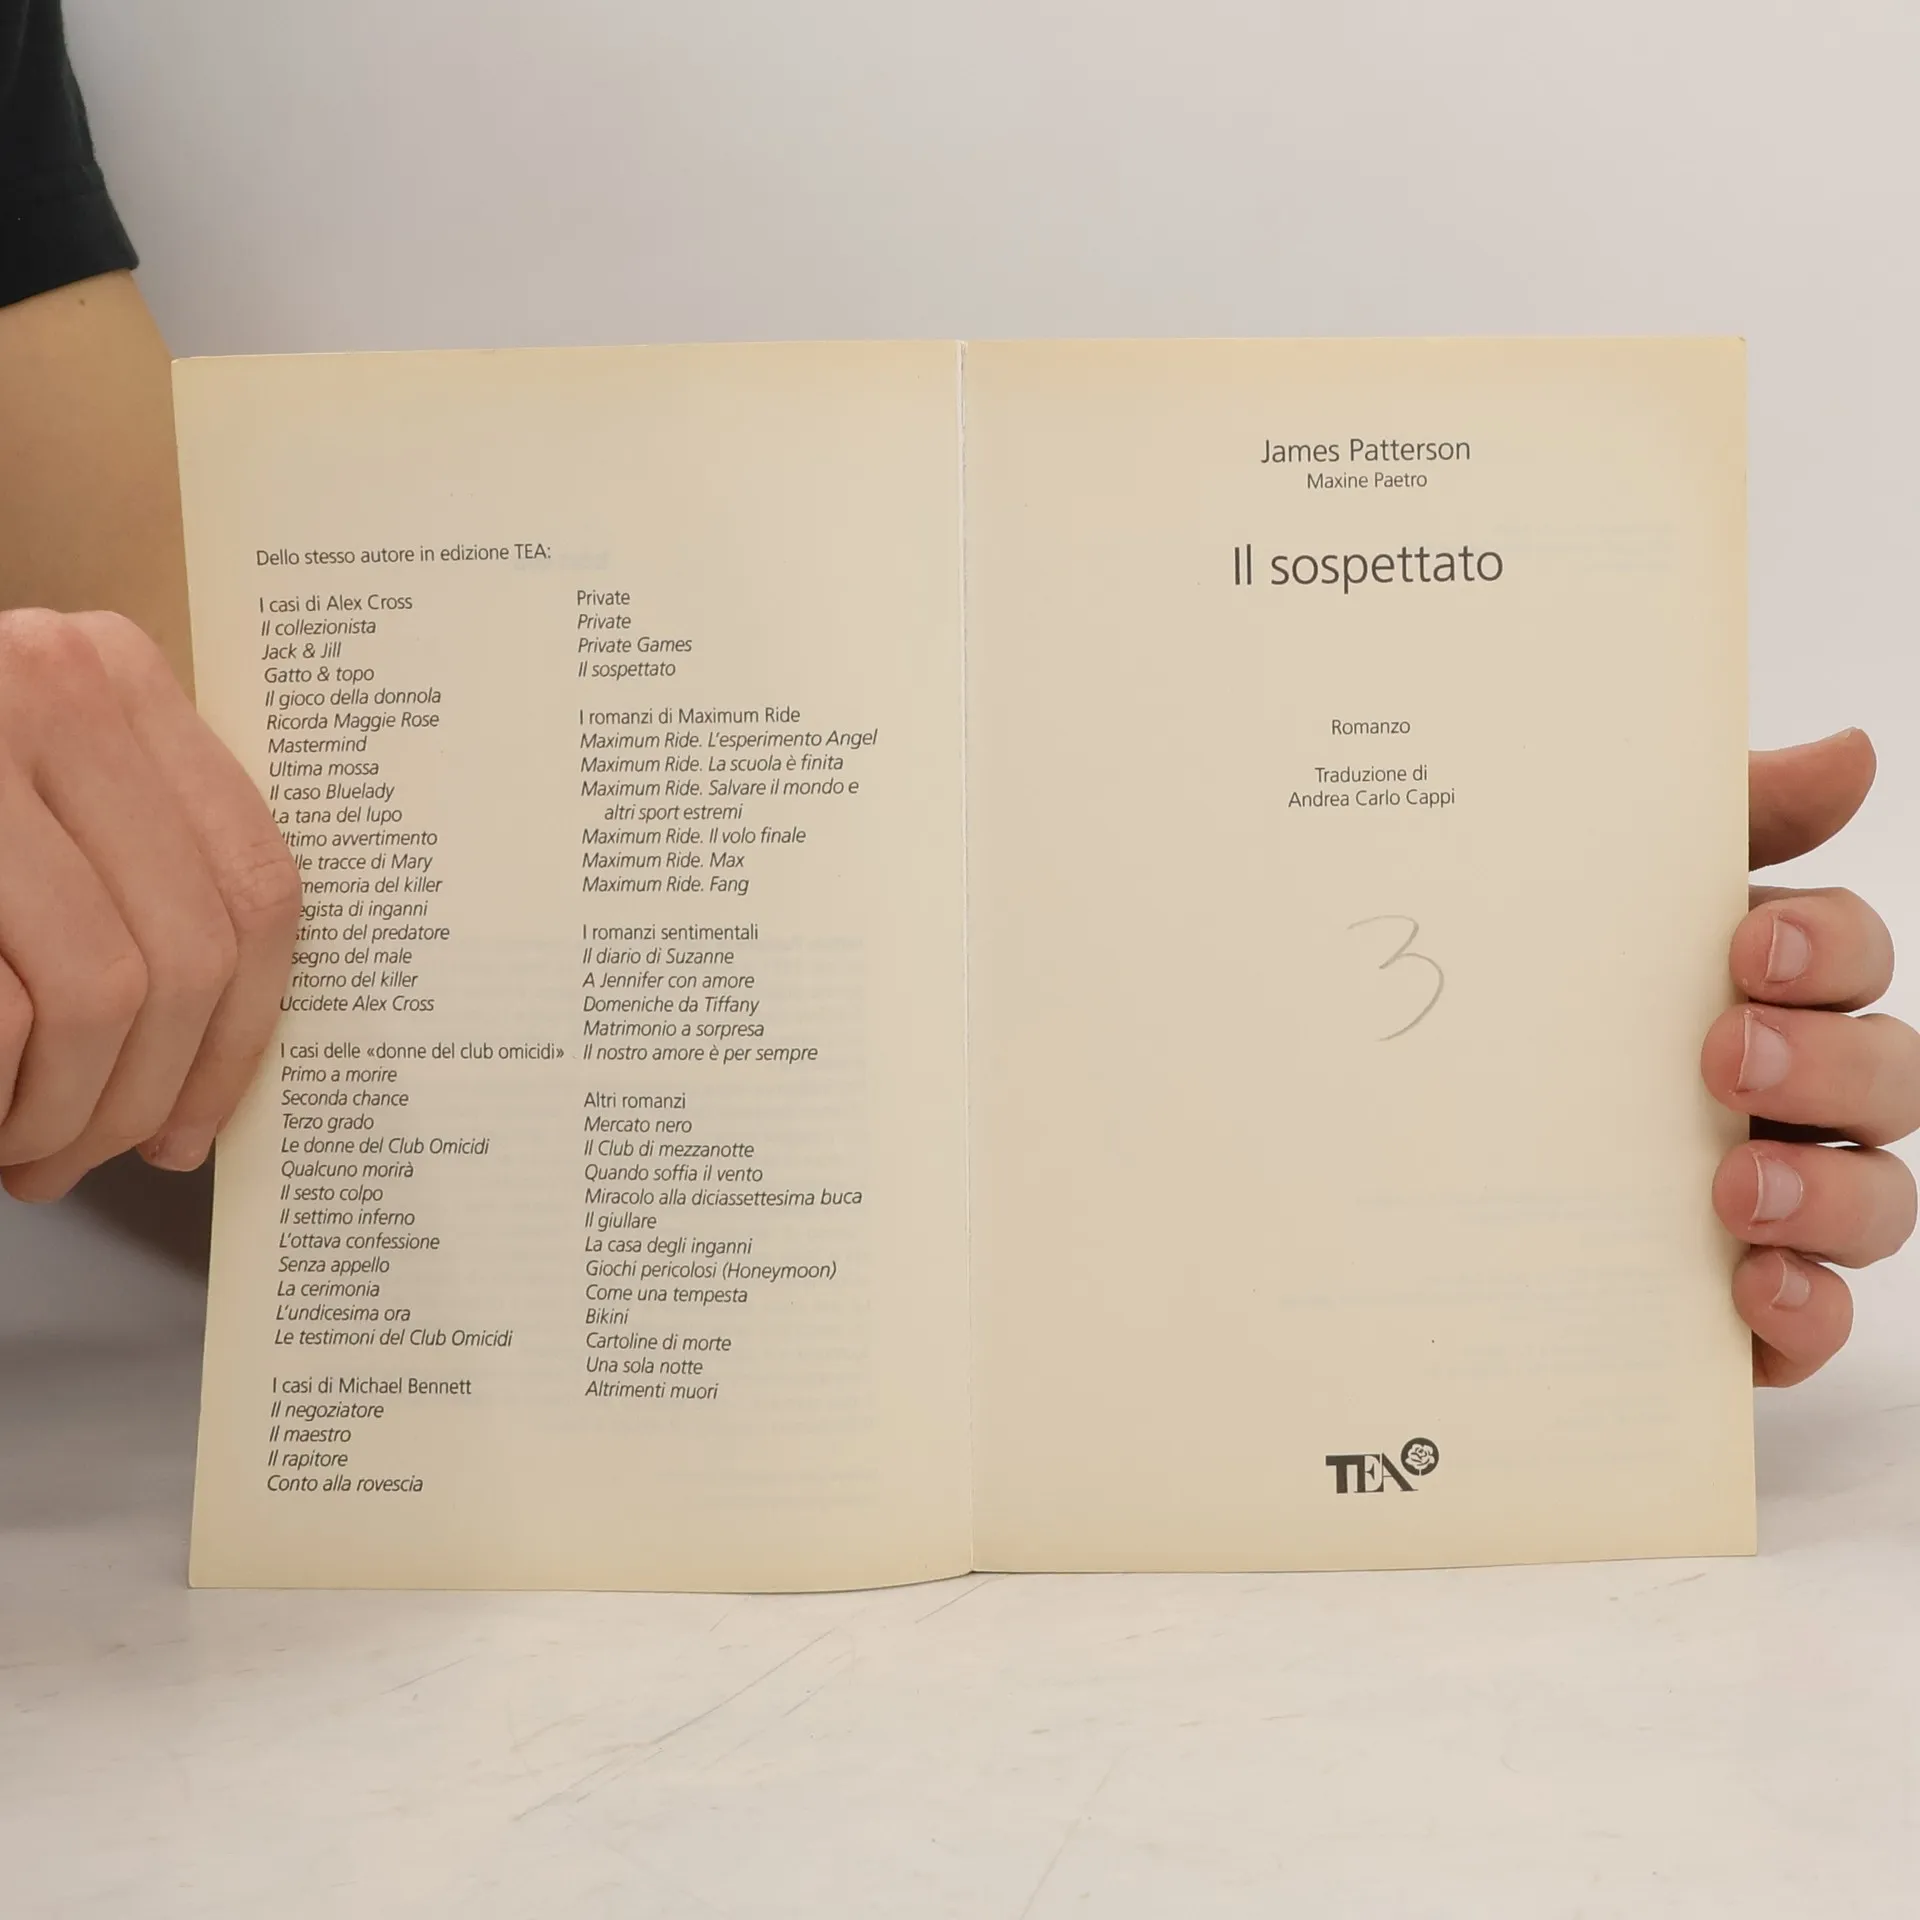 Dello stesso autore in edizione TEA:
I casi di Alex Cross
Il collezionista
Jack & Jill
Gatto & topo
Il gioco della donnola
Ricorda Maggie Rose
Mastermind
Ultima mossa
Il caso Bluelady
La tana del lupo
ltimo avvertimento
lle tracce di Mary
memoria del killer
egista di inganni
stinto del predatore
segno del male
ritorno del killer
Uccidete Alex Cross
I casi delle «donne del club omicidi»
Primo a morire
Seconda chance
Terzo grado
Le donne del Club Omicidi
Qualcuno morirà
Il sesto colpo
Il settimo inferno
L'ottava confessione
Senza appello
La cerimonia
L'undicesima ora
Le testimoni del Club Omicidi
I casi di Michael Bennett
Il negoziatore
Il maestro
Il rapitore
Conto alla rovescia
Private
Private
Private Games
Il sospettato
I romanzi di Maximum Ride
Maximum Ride. L'esperimento Angel
Maximum Ride. La scuola è finita
Maximum Ride. Salvare il mondo e
altri sport estremi
Maximum Ride. Il volo finale
Maximum Ride. Max
Maximum Ride. Fang
I romanzi sentimentali
Il diario di Suzanne
A Jennifer con amore
Domeniche da Tiffany
Matrimonio a sorpresa
Il nostro amore è per sempre
Altri romanzi
Mercato nero
Il Club di mezzanotte
Quando soffia il vento
Miracolo alla diciassettesima buca
Il giullare
La casa degli inganni
Giochi pericolosi (Honeymoon)
Come una tempesta
Bikini
Cartoline di morte
Una sola notte
Altrimenti muori
James Patterson
Maxine Paetro
Il sospettato
Romanzo
Traduzione di
Andrea Carlo Cappi
3
TEA